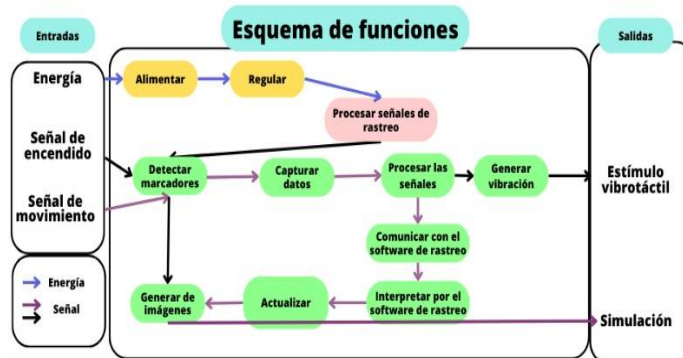 Entradas
Esquema de funciones
Salidas
Energía
Alimentar
Regular
Procesar señales de
rastreo
Señal de
encendido
Detectar
marcadores
Capturar
datos
Procesar las
señales
Generar
vibración
Estímulo
vibrotáctil
Señal de
movimiento
Comunicar con el
software de rastreo
Energía
Señal
Generar de
imágenes
Actualizar
Interpretar por el
software de rastreo
Simulación